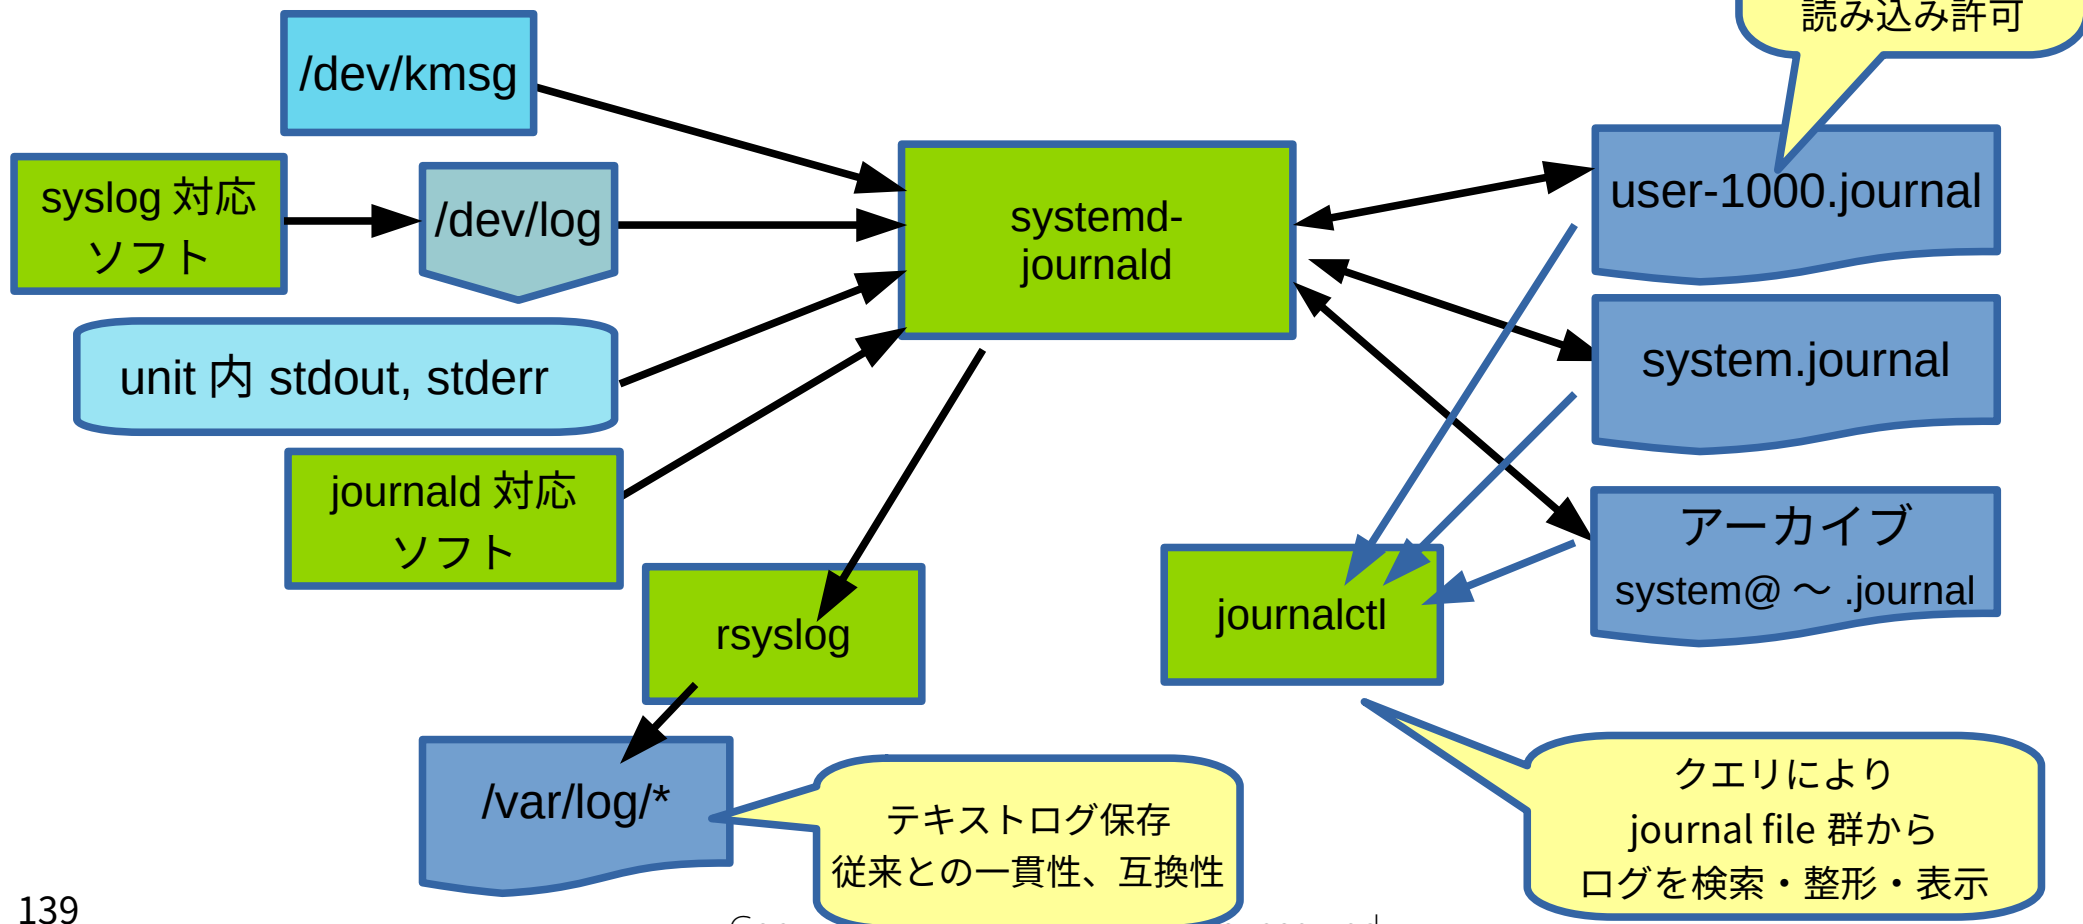 読み込み許可
/dev/kmsg
syslog 対応
ソフト
/dev/log
systemd-
journald
user-1000.journal
unit 内 stdout, stderr
system.journal
journald 対応
ソフト
アーカイブ
system@ ～ .journal
rsyslog
journalctl
/var/log/*
テキストログ保存
従来との一貫性、互換性
クエリにより
journal file 群から
ログを検索・整形・表示
139